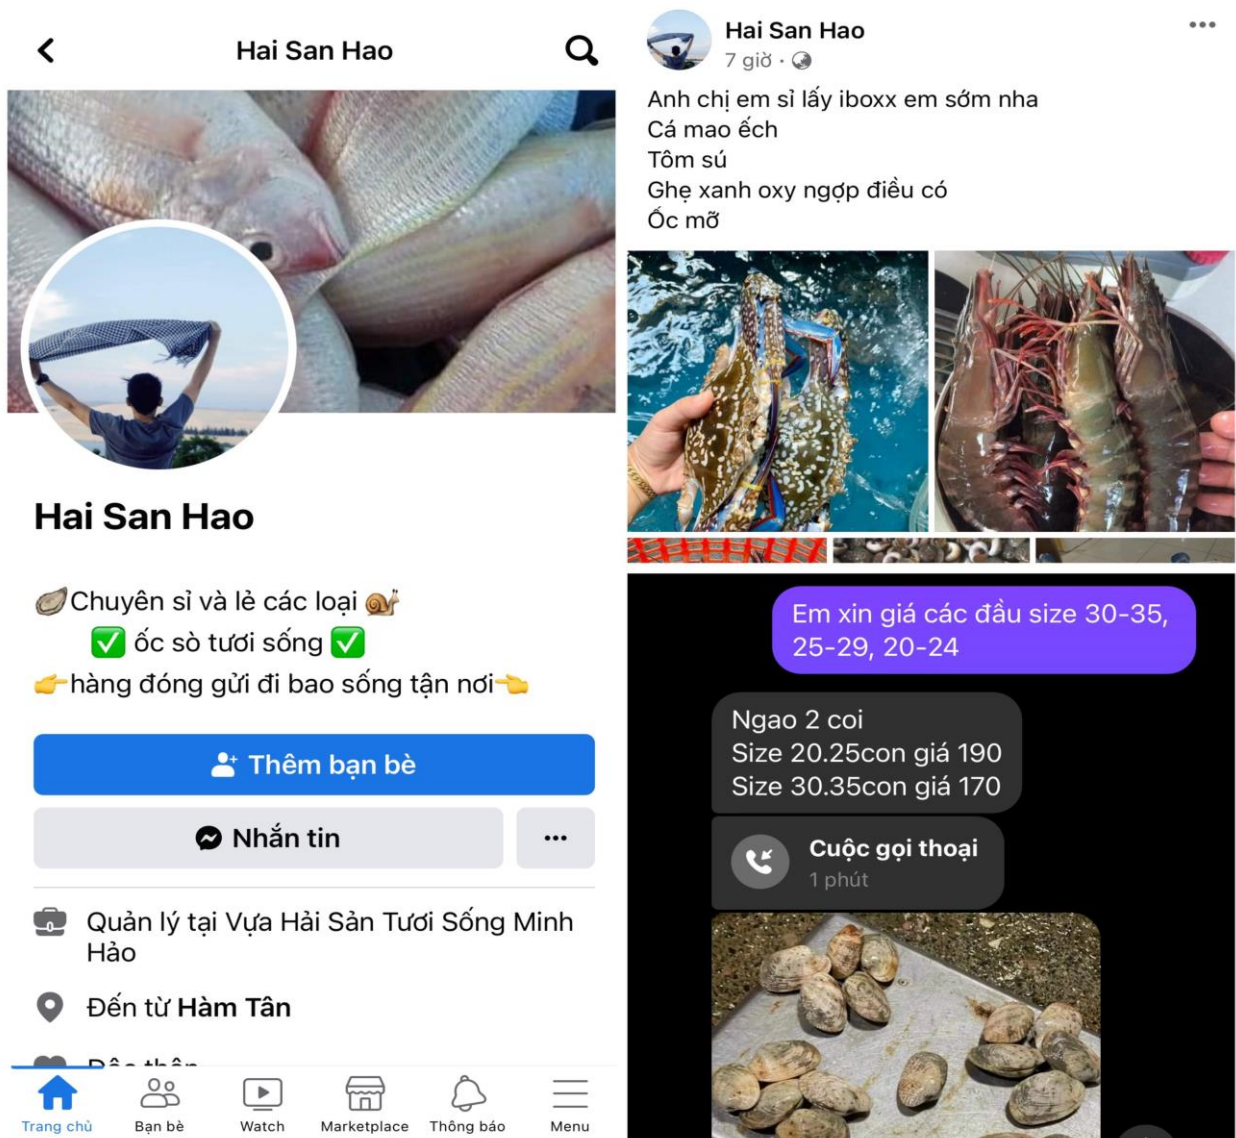 Hai San Hao
Hai San Hao
Chuyên sỉ và lẻ các loại
ốc sò tươi sống
hàng đóng gửi đi bao sống tận nơi
Thêm bạn bè
Nhắn tin
Quản lý tại Vựa Hải Sản Tươi Sống Minh
Hảo
Đến từ Hàm Tân
Trang chủ
Bạn bè
Watch
Marketplace
Thông báo
Menu
Hai San Hao
7 giờ ·
Anh chị em sỉ lấy iboxx em sớm nha
Cá mao ếch
Tôm sú
Ghẹ xanh oxy ngợp điều có
Ốc mỡ
Em xin giá các đầu size 30-35,
25-29, 20-24
Ngao 2 coi
Size 20.25con giá 190
Size 30.35con giá 170
Cuộc gọi thoại
1 phút